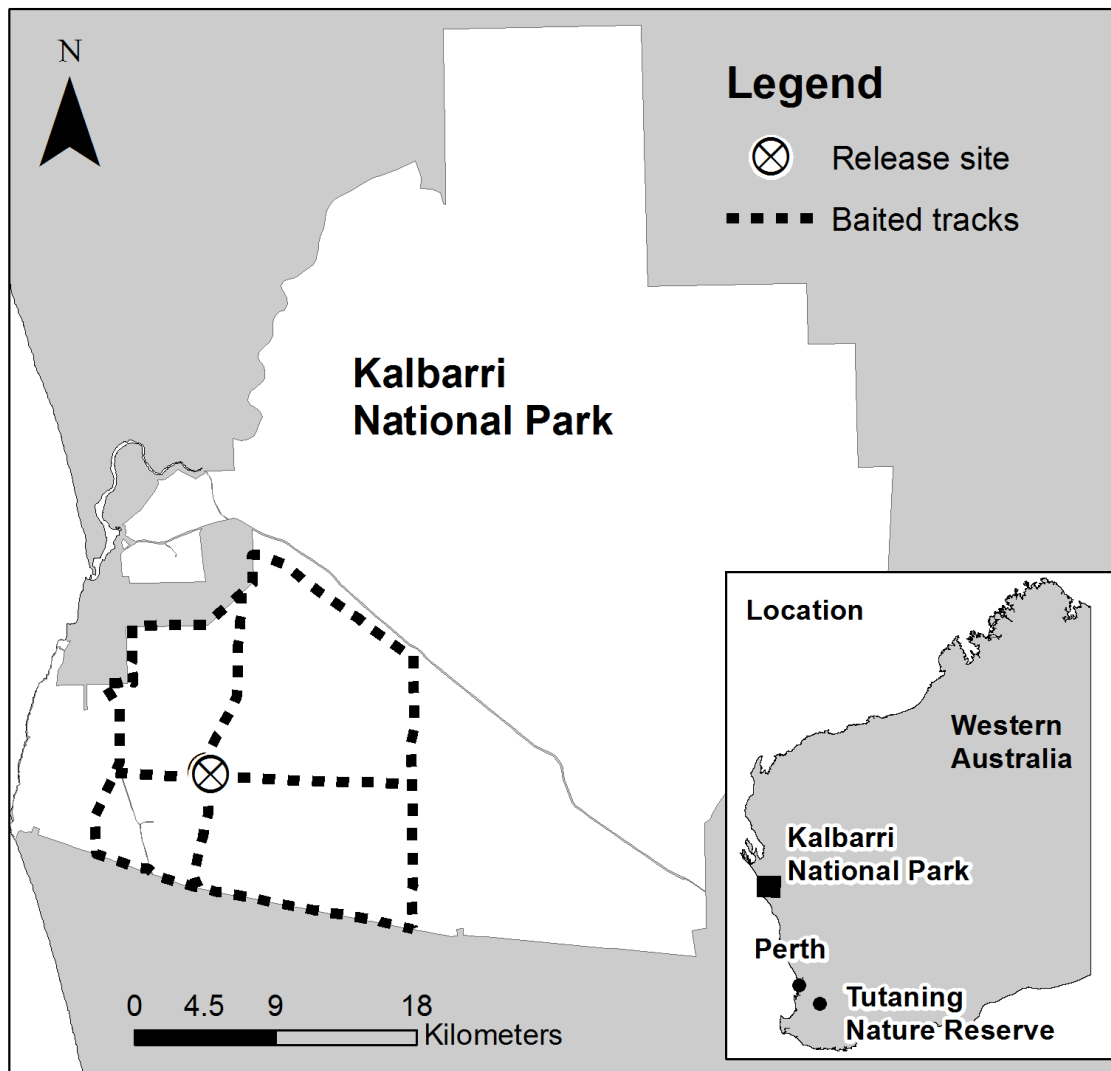 N
Legend
Release site
Baited tracks
Kalbarri
National Park
Location
Western
Australia
Kalbarri
National Park
Perth
Tutaning
Nature Reserve
0 4.5 9 18
Kilometers